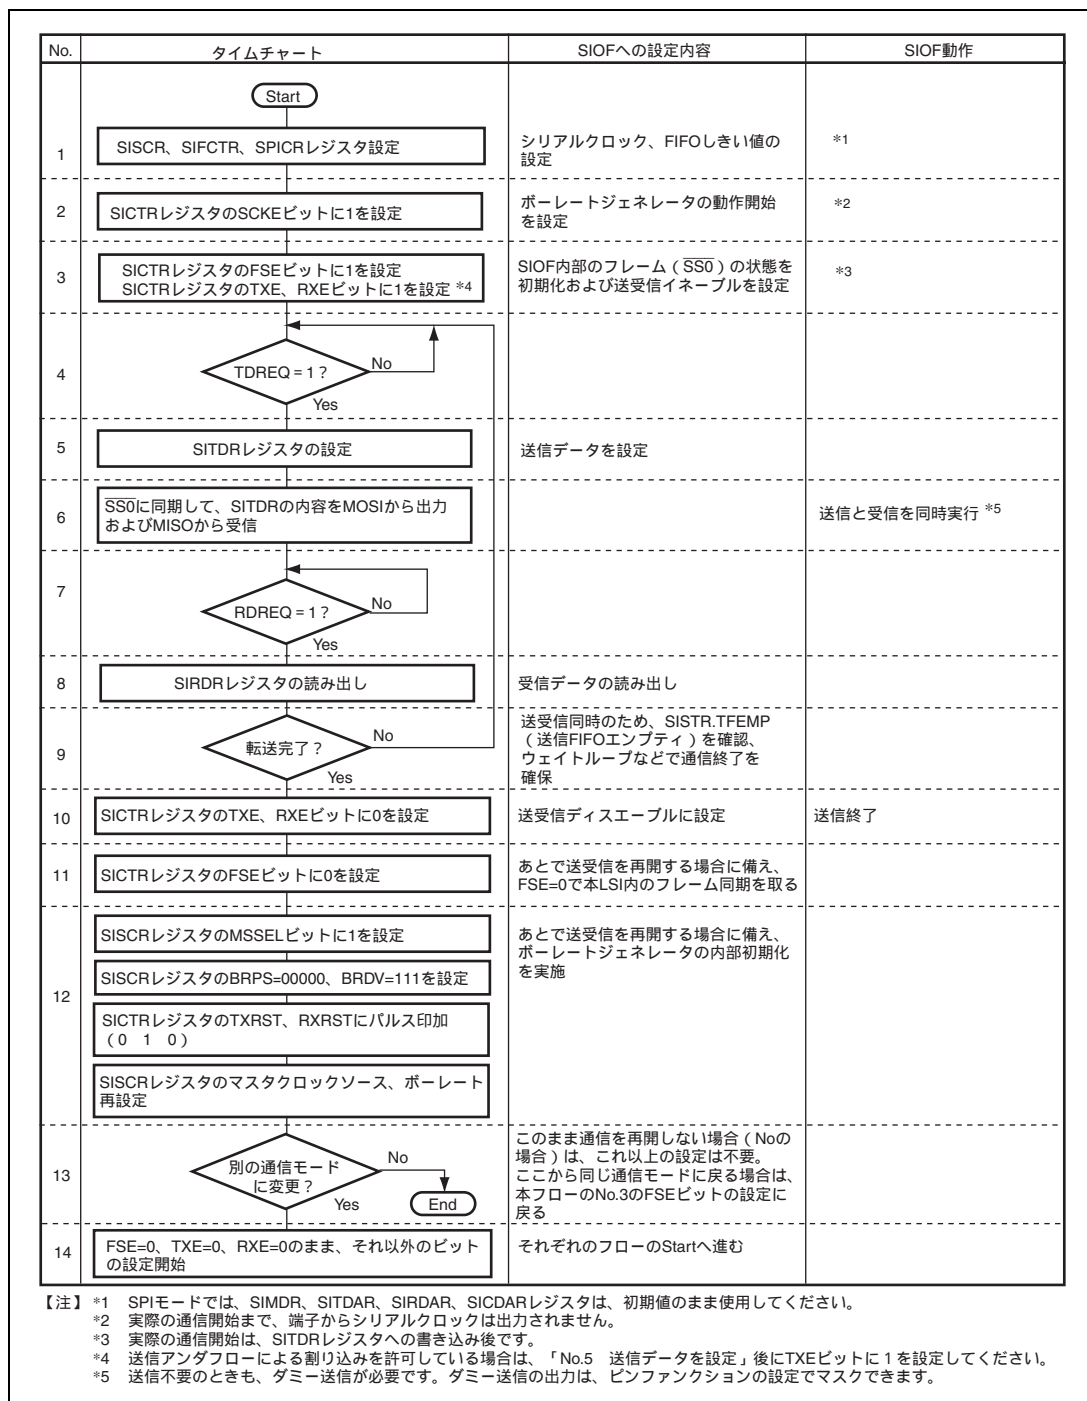 No.
タイムチャート
SIOFへの設定内容
SIOF動作
Start
1
SISCR、SIFCTR、SPICRレジスタ設定
シリアルクロック、FIFOしきい値の
設定
*1
2
SICTRレジスタのSCKEビットに1を設定
ボーレートジェネレータの動作開始
を設定
*2
3
SICTRレジスタのFSEビットに1を設定
SICTRレジスタのTXE、RXEビットに1を設定 *4
SIOF内部のフレーム(SS0)の状態を
初期化および送受信イネーブルを設定
*3
4
TDREQ = 1 ?
No
Yes
5
SITDRレジスタの設定
送信データを設定
6
SS0に同期して、SITDRの内容をMOSIから出力
およびMISOから受信
送信と受信を同時実行 *5
7
RDREQ = 1 ?
No
Yes
8
SIRDRレジスタの読み出し
受信データの読み出し
9
転送完了?
No
Yes
送受信同時のため、SISTR.TFEMP
(送信FIFOエンプティ)を確認、
ウェイトループなどで通信終了を
確保
10
SICTRレジスタのTXE、RXEビットに0を設定
送受信ディスエーブルに設定
送信終了
11
SICTRレジスタのFSEビットに0を設定
あとで送受信を再開する場合に備え、
FSE=0で本LSI内のフレーム同期を取る
12
SISCRレジスタのMSSELビットに1を設定
SISCRレジスタのBRPS=00000、BRDV=111を設定
SICTRレジスタのTXRST、RXRSTにパルス印加
(0 1 0)
SISCRレジスタのマスタクロックソース、ボーレート
再設定
あとで送受信を再開する場合に備え、
ボーレートジェネレータの内部初期化
を実施
13
別の通信モード
に変更?
No
Yes
End
このまま通信を再開しない場合(Noの
場合)は、これ以上の設定は不要。
ここから同じ通信モードに戻る場合は、
本フローのNo.3のFSEビットの設定に
戻る
14
FSE=0、TXE=0、RXE=0のまま、それ以外のビット
の設定開始
それぞれのフローのStartへ進む
【注】 *1 SPIモードでは、SIMDR、SITDAR、SIRDAR、SICDARレジスタは、初期値のまま使用してください。
*2 実際の通信開始まで、端子からシリアルクロックは出力されません。
*3 実際の通信開始は、SITDRレジスタへの書き込み後です。
*4 送信アンダフローによる割り込みを許可している場合は、「No.5 送信データを設定」後にTXEビットに1を設定してください。
*5 送信不要のときも、ダミー送信が必要です。ダミー送信の出力は、ピンファンクションの設定でマスクできます。